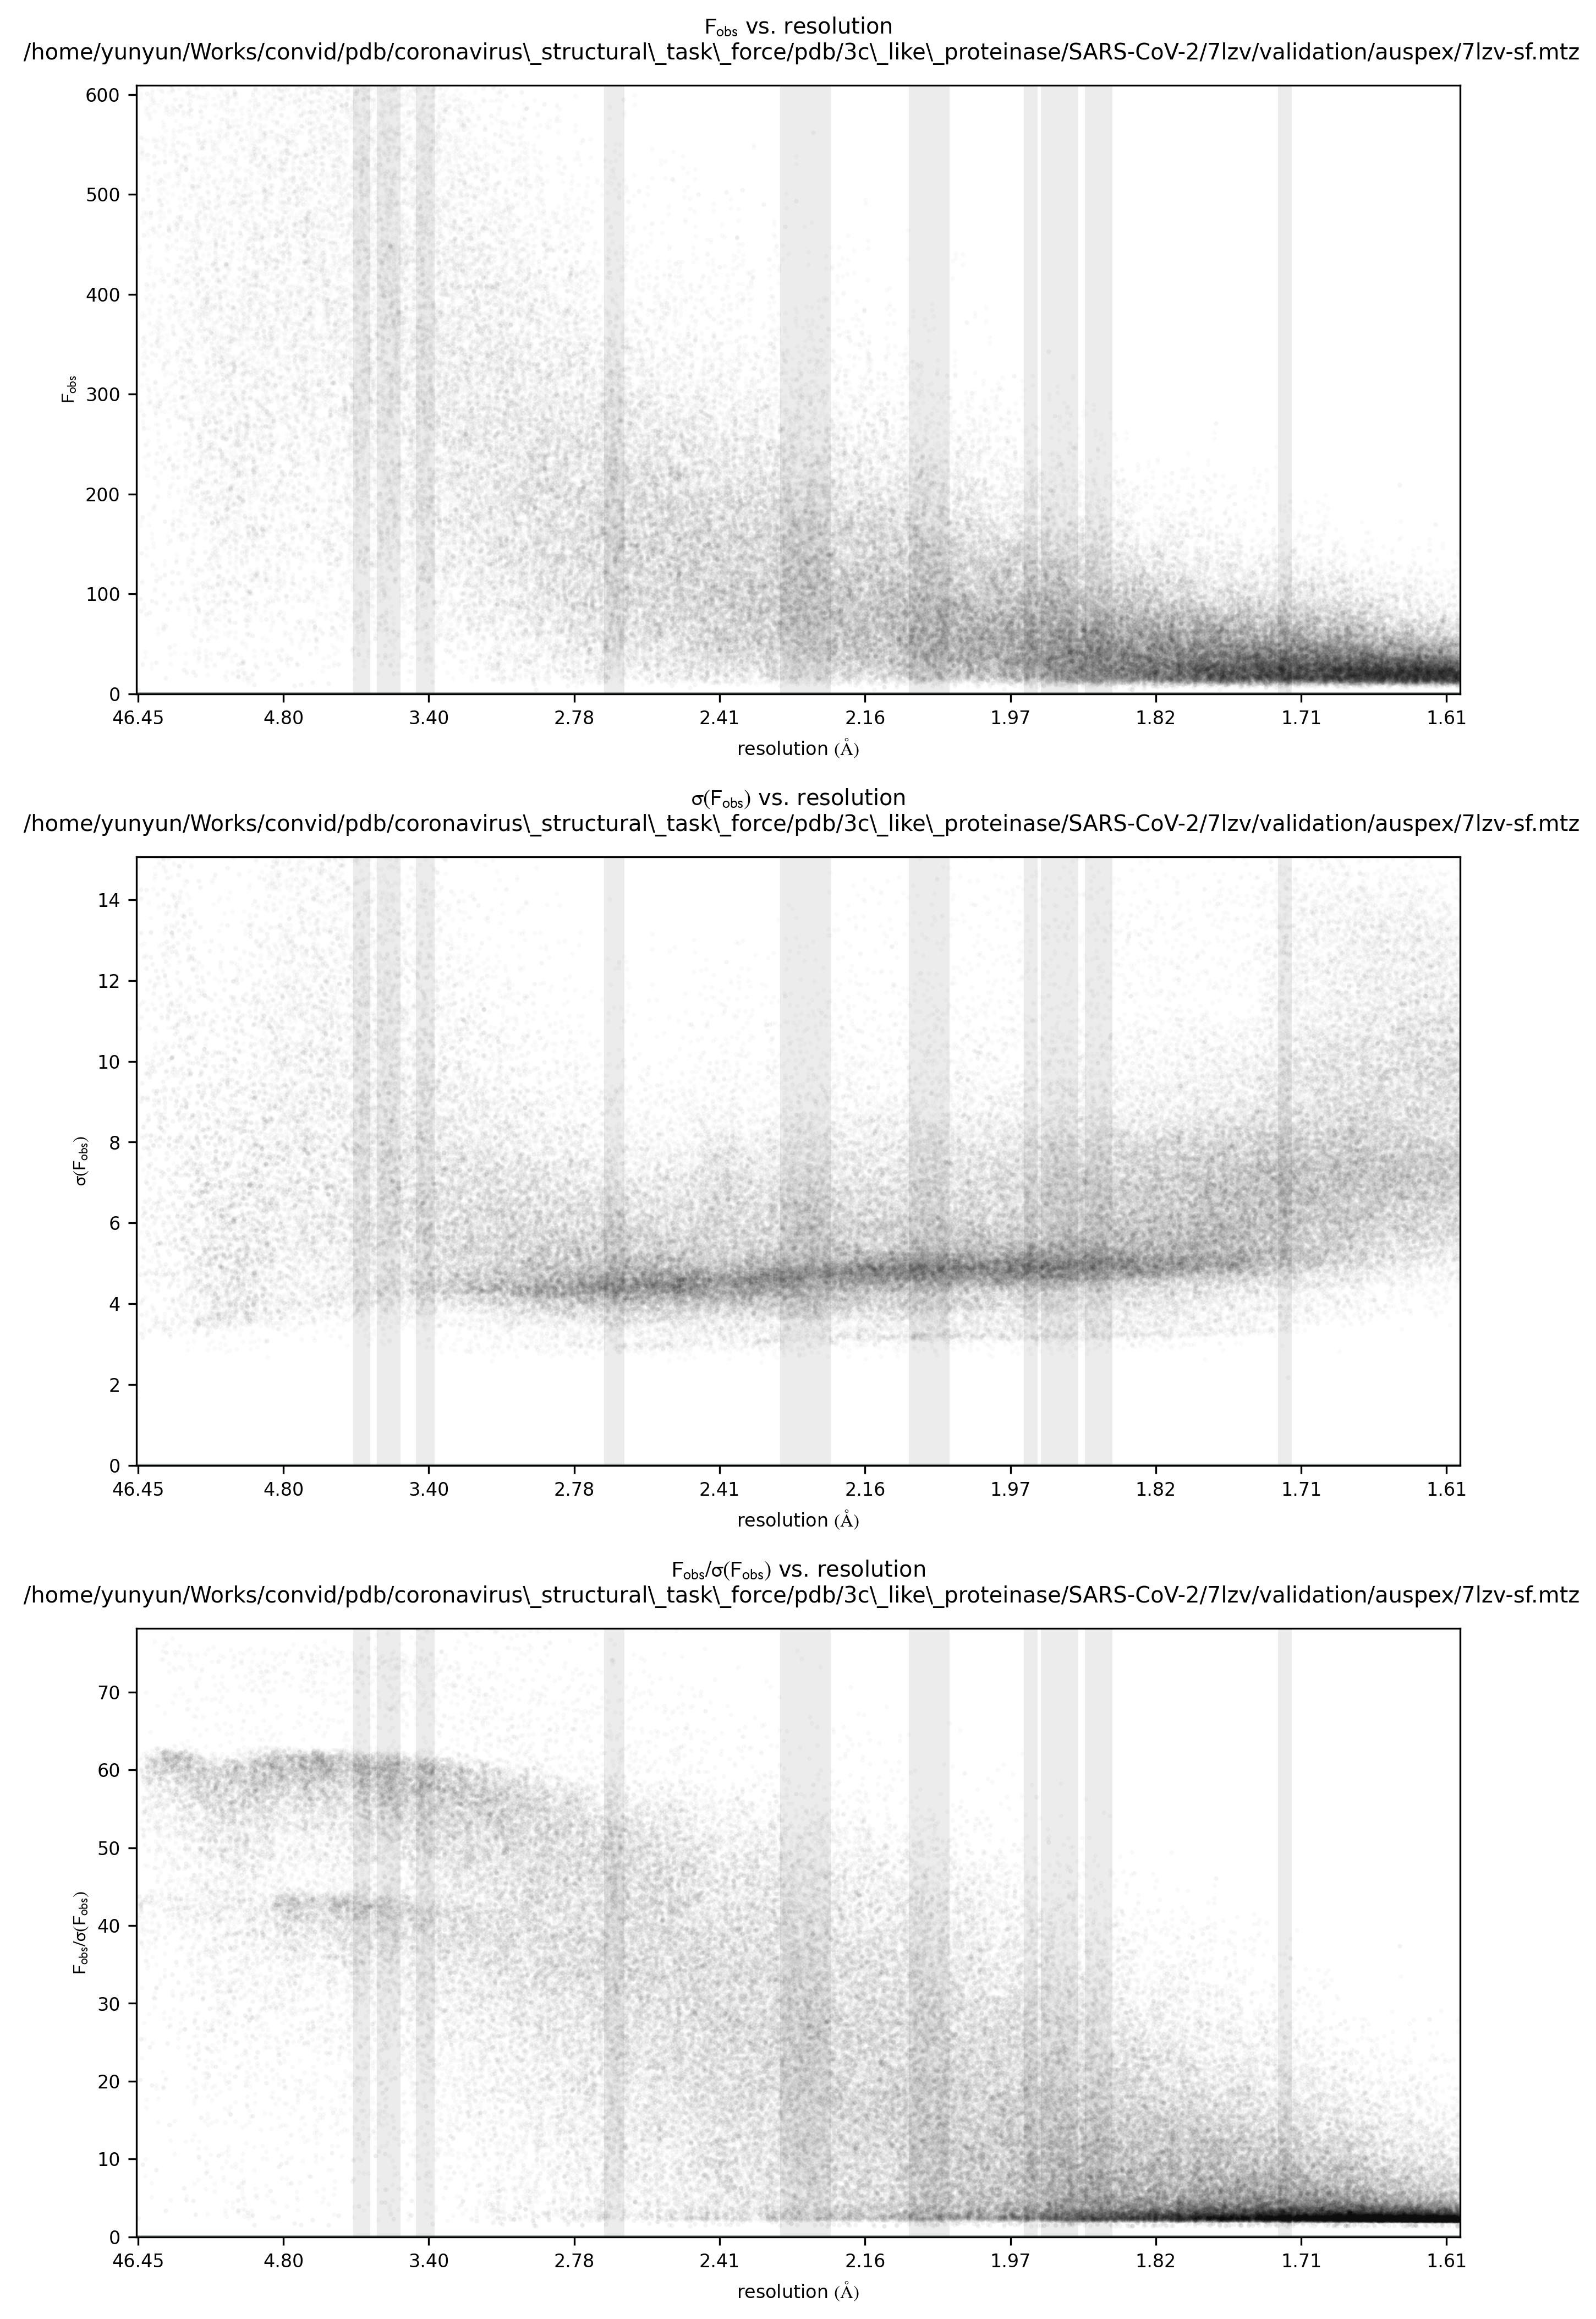 Fobs vs. resolution
/home/yunyun/Works/convid/pdb/coronavirus\_structural\_task\_force/pdb/3c\_like\_proteinase/SARS-CoV-2/7lzv/validation/auspex/7lzv-sf.mtz
600
500
400
300
200
100
0
Fobs
46.45 4.80 3.40 2.78 2.41 2.16 1.97 1.82 1.71 1.61
resolution (Å)
σ(Fobs) vs. resolution
/home/yunyun/Works/convid/pdb/coronavirus\_structural\_task\_force/pdb/3c\_like\_proteinase/SARS-CoV-2/7lzv/validation/auspex/7lzv-sf.mtz
14
12
10
8
6
4
2
0
σ(Fobs)
46.45 4.80 3.40 2.78 2.41 2.16 1.97 1.82 1.71 1.61
resolution (Å)
Fobs/σ(Fobs) vs. resolution
/home/yunyun/Works/convid/pdb/coronavirus\_structural\_task\_force/pdb/3c\_like\_proteinase/SARS-CoV-2/7lzv/validation/auspex/7lzv-sf.mtz
70
60
50
40
30
20
10
0
Fobs/σ(Fobs)
46.45 4.80 3.40 2.78 2.41 2.16 1.97 1.82 1.71 1.61
resolution (Å)